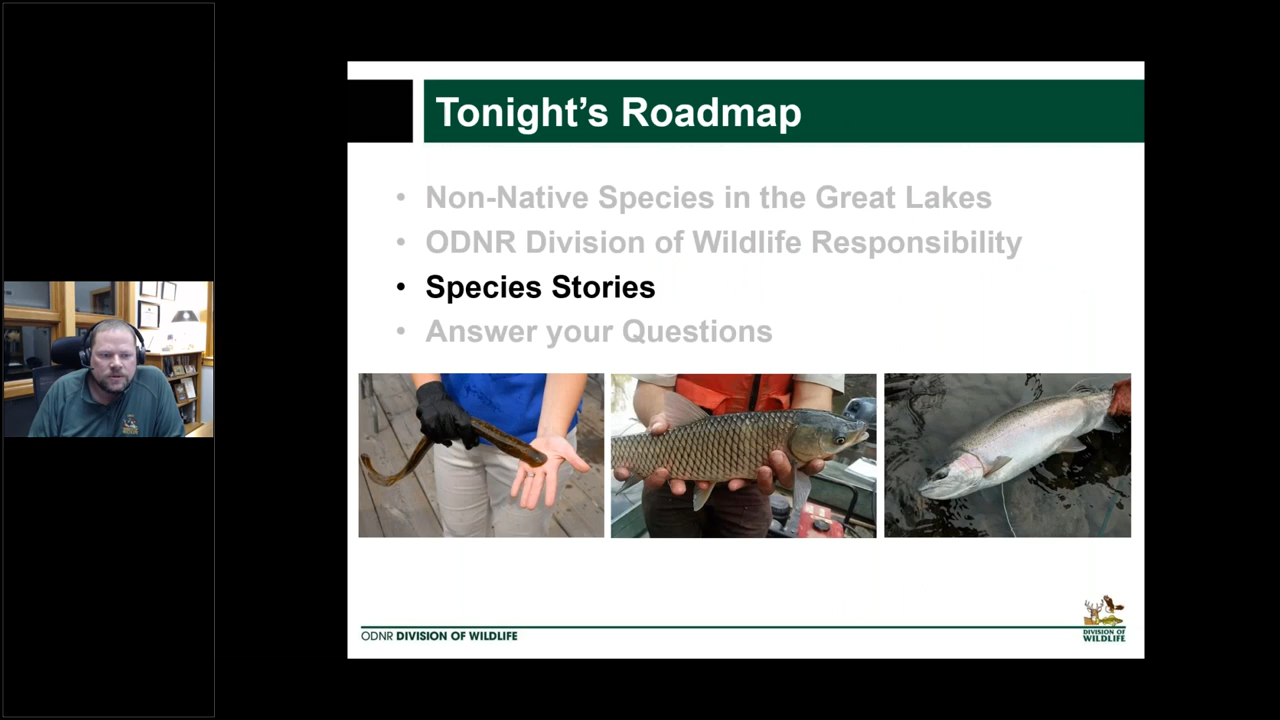 Tonight's Roadmap
• Non-Native Species in the Great Lakes
• ODNR Division of Wildlife Responsibility
• Species Stories
• Answer your Questions
ODNR DIVISION OF WILDLIFE
DIVISION OF
WILDLIFE